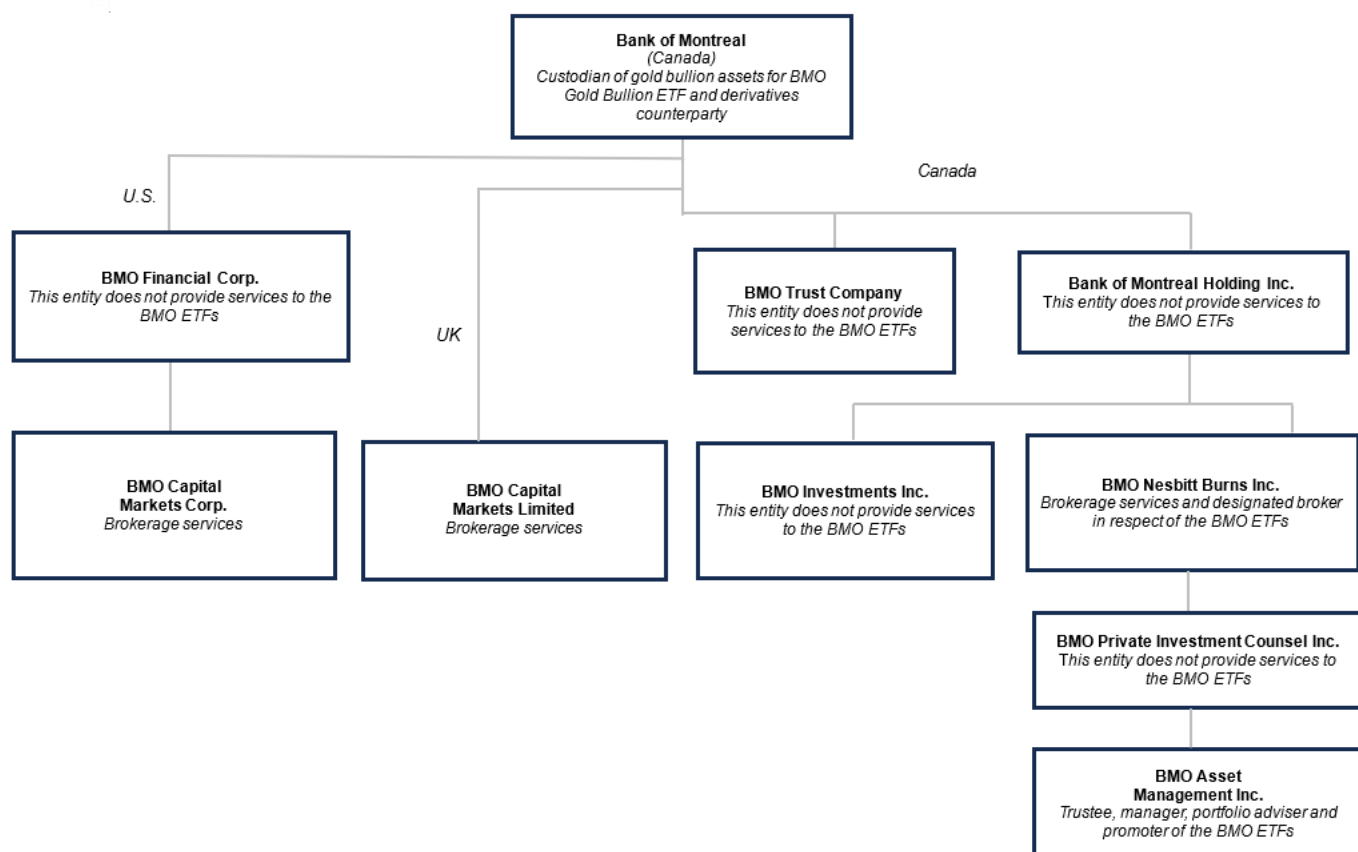 Bank of Montreal
(Canada)
Custodian of gold bullion assets for BMO
Gold Bullion ETF and derivatives
counterparty
U.S.
Canada
UK
BMO Financial Corp.
This entity does not provide services to the
BMO ETFs
BMO Trust Company
This entity does not provide
services to the BMO ETFs
Bank of Montreal Holding Inc.
This entity does not provide services to
the BMO ETFs
BMO Capital
Markets Corp.
Brokerage services
BMO Capital
Markets Limited
Brokerage services
BMO Investments Inc.
This entity does not provide services
to the BMO ETFs
BMO Nesbitt Burns Inc.
Brokerage services and designated broker
in respect of the BMO ETFs
BMO Private Investment Counsel Inc.
This entity does not provide services to
the BMO ETFs
BMO Asset
Management Inc.
Trustee, manager, portfolio adviser and
promoter of the BMO ETFs